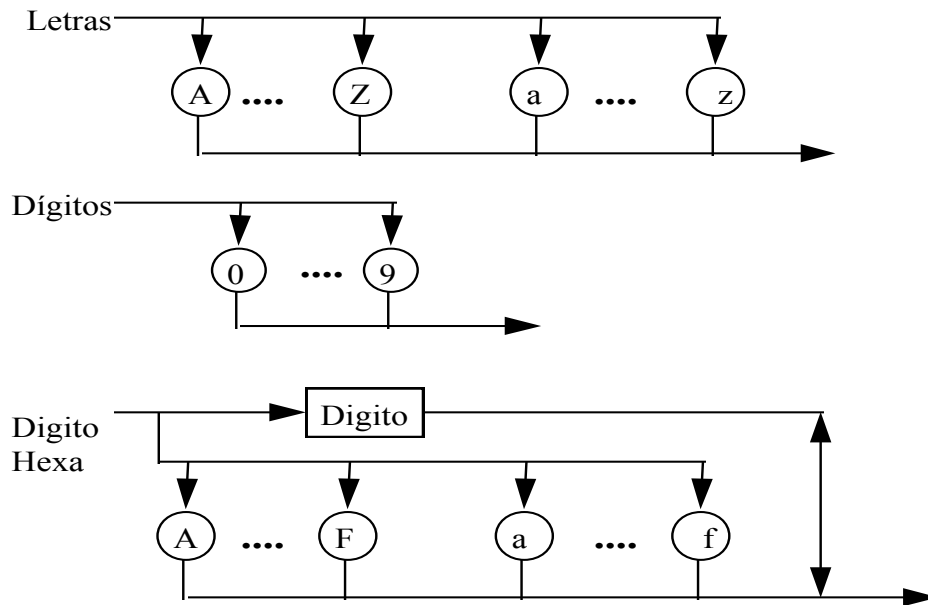 Letras
A .... Z a .... z
Dígitos
0 .... 9
Digito
Digito
Hexa
A .... F a .... f